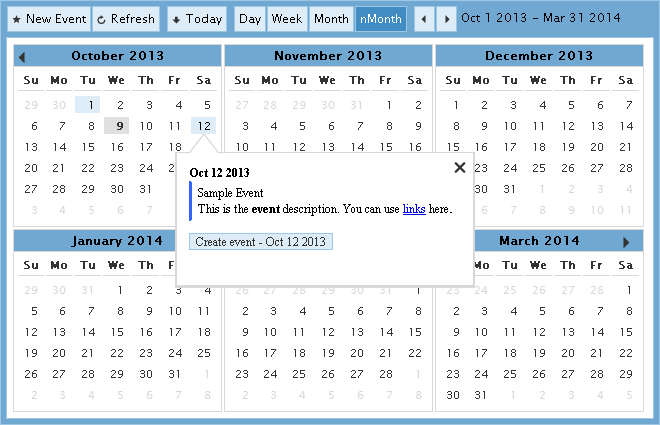 New Event Refresh Today Day Week Month nMonth Oct 1 2013 – Mar 31 2014
October 2013
Su Mo Tu We Th Fr Sa
29 30 1 2 3 4 5
6 7 8 9 10 11 12
13 14 15 16 17 18
20 21 22 23 24
27 28 29 30 31
3 4 5 6 7
November 2013
Su Mo Tu We Th Fr Sa
27 28 29 30 31 1 2
3 4 5 6 7 8 9
10 11 12 13 14 15 16
December 2013
Su Mo Tu We Th Fr Sa
1 2 3 4 5 6 7
8 9 10 11 12 13 14
15 16 17 18 19 20 21
23 24 25 26 27 28
30 31 1 2 3 4
6 7 8 9 10 11
Oct 12 2013
Sample Event
This is the event description. You can use links here.
Create event - Oct 12 2013
January 2014
Su Mo Tu We Th Fr
29 30 31 1 2 3 4
5 6 7 8 9 10 11
12 13 14 15 16 17 18
19 20 21 22 23 24 25
26 27 28 29 30 31 1
2 3 4 5 6 7 8
26 27 28 29 30 31 1
2 3 4 5 6 7 8
9 10 11 12 13 14 15
16 17 18 19 20 21 22
23 24 25 26 27 28 1
2 3 4 5 6 7 8
March 2014
Mo Tu We Th Fr Sa
23 24 25 26 27 28 1
2 3 4 5 6 7 8
9 10 11 12 13 14 15
16 17 18 19 20 21 22
23 24 25 26 27 28 29
30 31 1 2 3 4 5